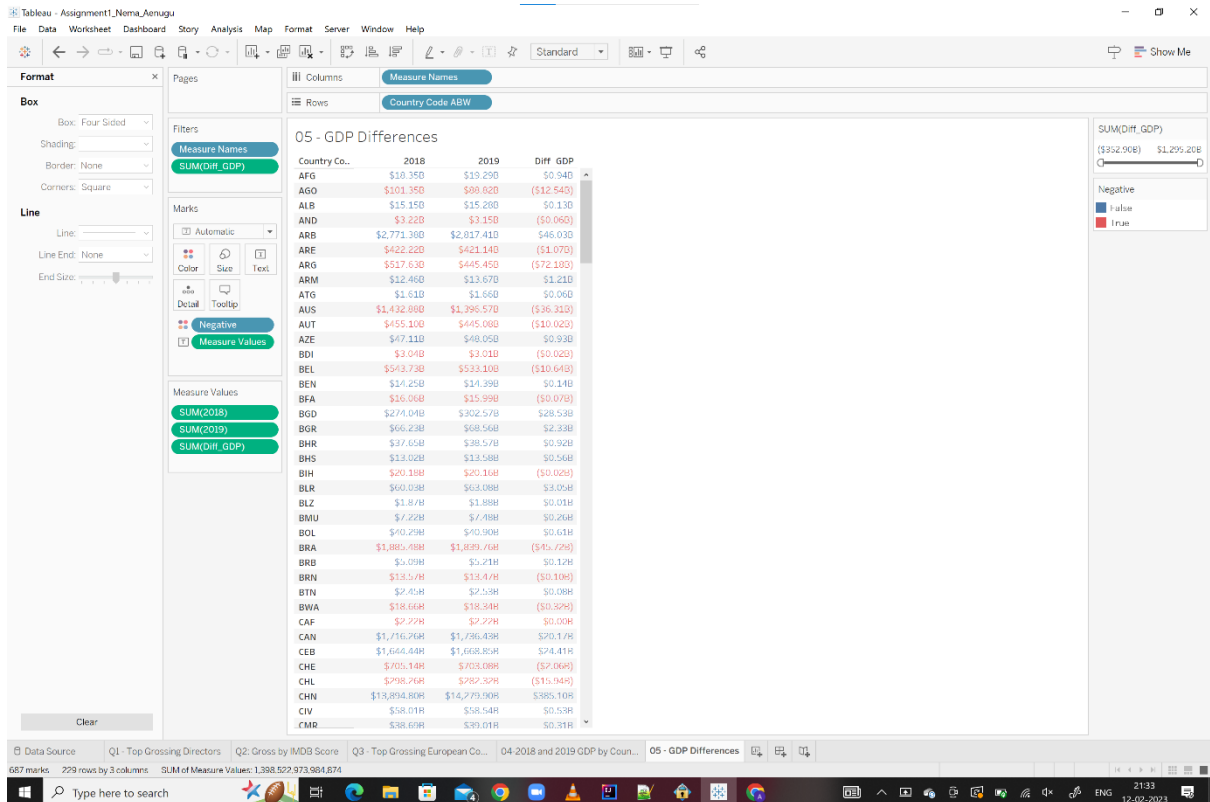 Tableau - Assignment1_Nema_Aenugu
File Data Worksheet Dashboard Story Analysis Map Format Server Window Help
Standard
Show Me
Format
Box
Box: Four Sided
Shading:
Border: None
Corners: Square
Line
Line:
Line End: None
End Size:
Clear
Pages
Filters
Measure Names
SUM(Diff_GDP)
Marks
Automatic
Color Size Text
Detail Tooltip
Negative
Measure Values
Measure Values
SUM(2018)
SUM(2019)
SUM(Diff_GDP)
Columns Measure Names
Rows Country Code ABW
05 - GDP Differences
Country Co.. 2018 2019 Diff GDP
AFG $18.35B $19.29B $0.94B
AGO $101.35B $88.82B ($12.54B)
ALB $15.15B $15.28B $0.13B
AND $3.22B $3.15B ($0.06B)
ARB $2,771.38B $2,817.41B $46.03B
ARE $422.22B $421.14B ($1.07B)
ARG $517.63B $445.45B ($72.18B)
ARM $12.46B $13.67B $1.21B
ATG $1.61B $1.66B $0.06B
AUS $1,432.88B $1,396.57B ($36.31B)
AUT $455.10B $445.08B ($10.02B)
AZE $47.11B $48.05B $0.93B
BDI $3.04B $3.01B ($0.02B)
BEL $543.73B $533.10B ($10.64B)
BEN $14.25B $14.39B $0.14B
BFA $16.06B $15.99B ($0.07B)
BGD $274.04B $302.57B $28.53B
BGR $66.23B $68.56B $2.33B
BHR $37.65B $38.57B $0.92B
BHS $13.02B $13.58B $0.56B
BIH $20.18B $20.16B ($0.02B)
BLR $60.03B $63.08B $3.05B
BLZ $1.87B $1.88B $0.01B
BMU $7.22B $7.48B $0.26B
BOL $40.29B $40.90B $0.61B
BRA $1,885.48B $1,839.76B ($45.72B)
BRB $5.09B $5.21B $0.12B
BRN $13.57B $13.47B ($0.10B)
BTN $2.45B $2.53B $0.08B
BWA $18.66B $18.34B ($0.32B)
CAF $2.22B $2.22B $0.00B
CAN $1,716.26B $1,736.43B $20.17B
CEB $1,644.44B $1,668.85B $24.41B
CHE $705.14B $703.08B ($2.06B)
CHL $298.26B $282.32B ($15.94B)
CHN $13,894.80B $14,279.90B $385.10B
CIV $58.01B $58.54B $0.53B
CMR $38.69B $39.01B $0.31B
SUM(Diff_GDP)
($352.90B) $1,295.20B
Negative
False
True
Data Source Q1 - Top Grossing Directors Q2: Gross by IMDB Score Q3 - Top Grossing European Co... 04-2018 and 2019 GDP by Coun... 05 - GDP Differences
687 marks 229 rows by 3 columns SUM of Measure Values: 1,398,522,973,984,874
Type here to search
ENG
21:33
12-02-2023